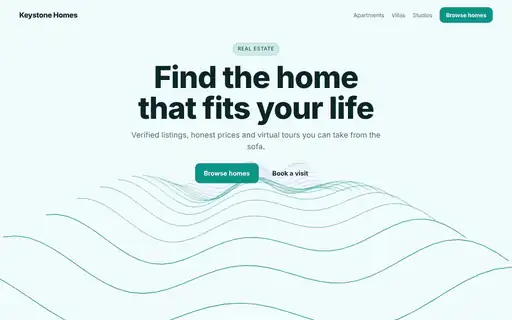 Keystone Homes
Apartments Villas Studios Browse homes
REAL ESTATE
Find the home
that fits your life
Verified listings, honest prices and virtual tours you can take from the
sofa.
Browse homes Book a visit